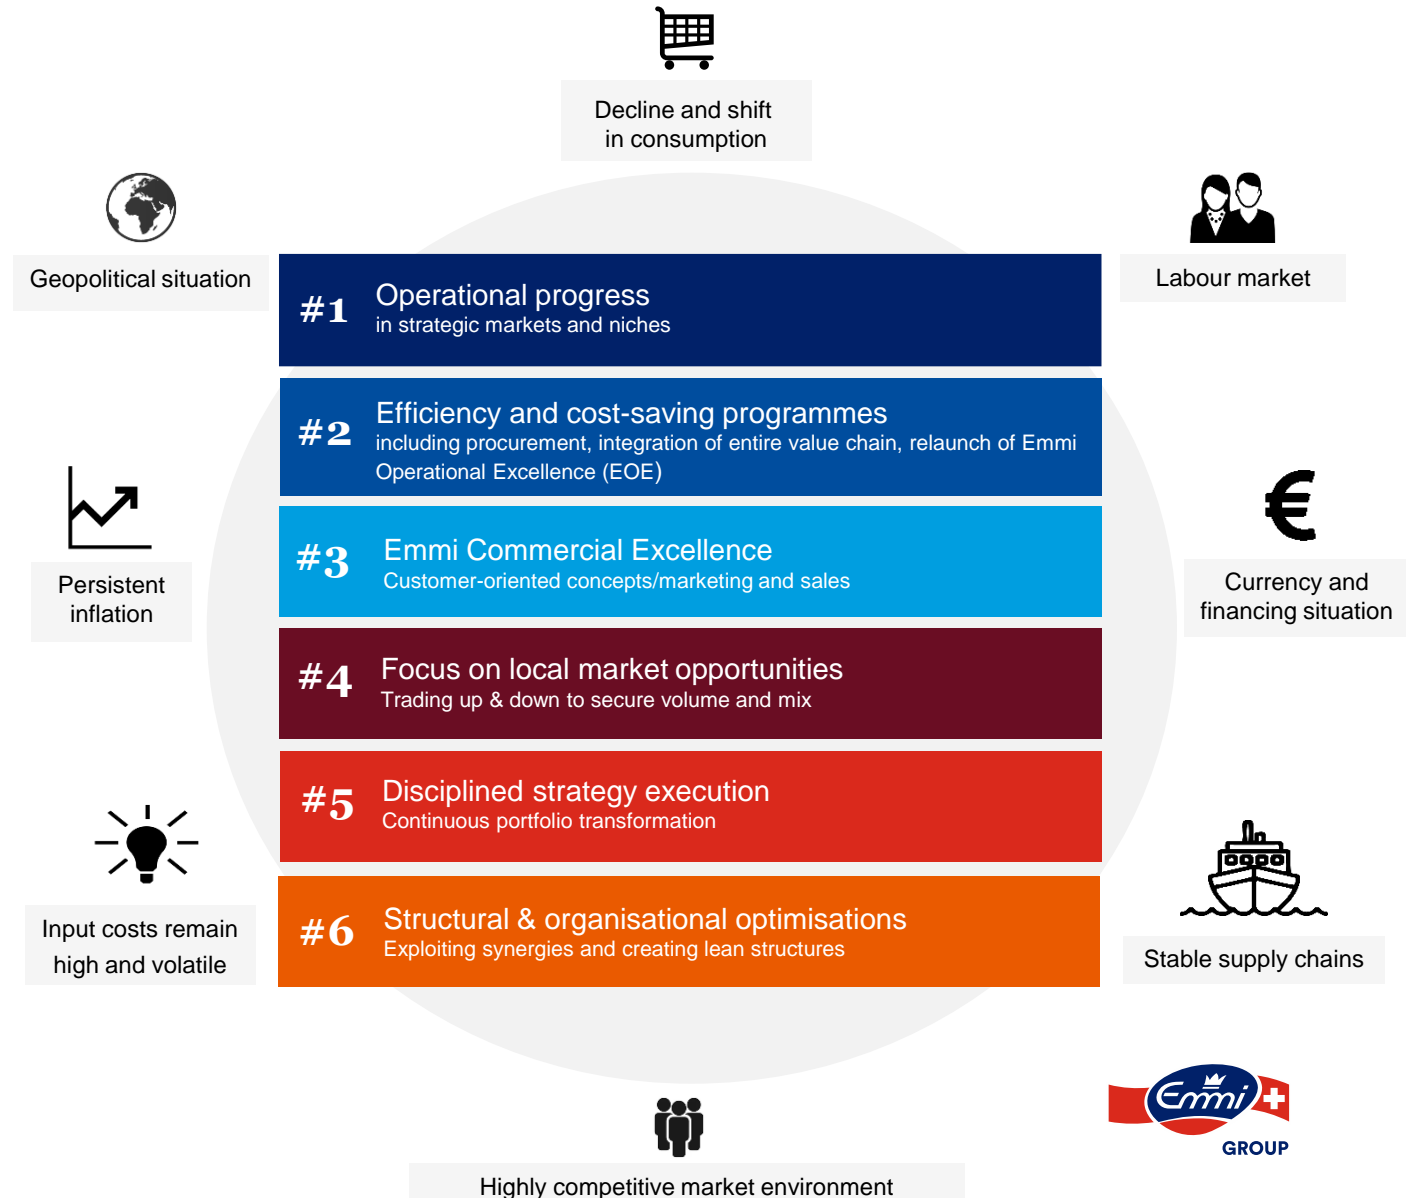 Decline and shift
in consumption
Geopolitical situation
Labour market
#1
Operational progress
in strategic markets and niches
#2
Efficiency and cost-saving programmes
including procurement, integration of entire value chain, relaunch of Emmi
Operational Excellence (EOE)
#3
Emmi Commercial Excellence
Customer-oriented concepts/marketing and sales
Persistent
inflation
Currency and
financing situation
#4
Focus on local market opportunities
Trading up & down to secure volume and mix
#5
Disciplined strategy execution
Continuous portfolio transformation
#6
Structural & organisational optimisations
Exploiting synergies and creating lean structures
Input costs remain
high and volatile
Stable supply chains
Emmi
GROUP
Highly competitive market environment